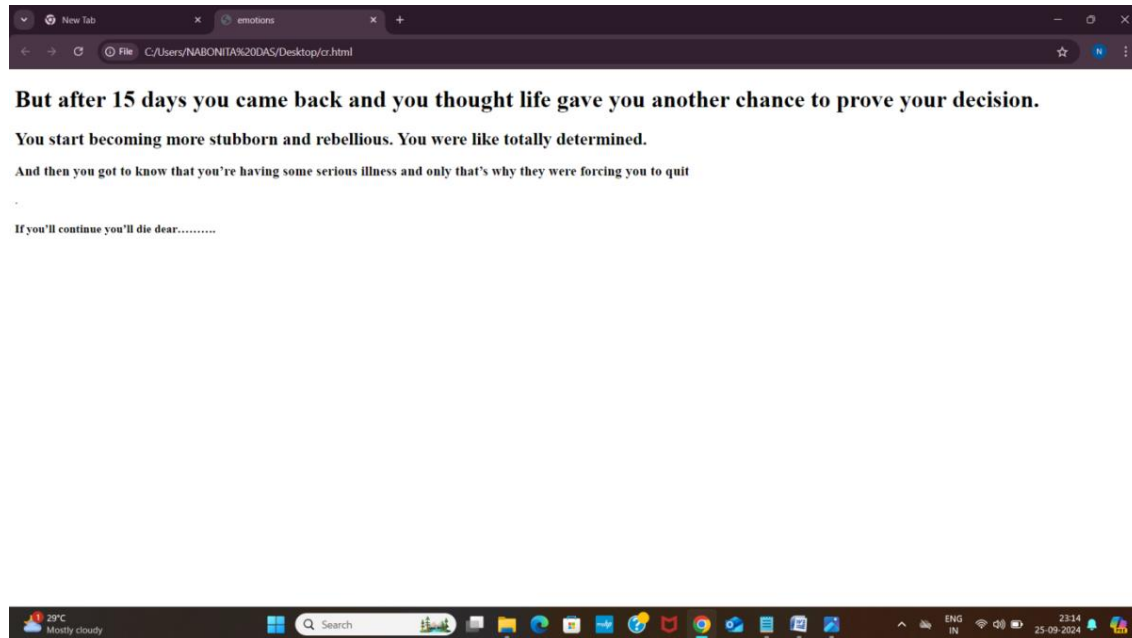 New Tab
emotions
File C:/Users/NABONITA%20DAS/Desktop/cr.html
N
But after 15 days you came back and you thought life gave you another chance to prove your decision.
You start becoming more stubborn and rebellious. You were like totally determined.
And then you got to know that you’re having some serious illness and only that’s why they were forcing you to quit
.
If you’ll continue you’ll die dear……….
1
29°C
Mostly cloudy
Search
ENG
IN
23:14
25-09-2024